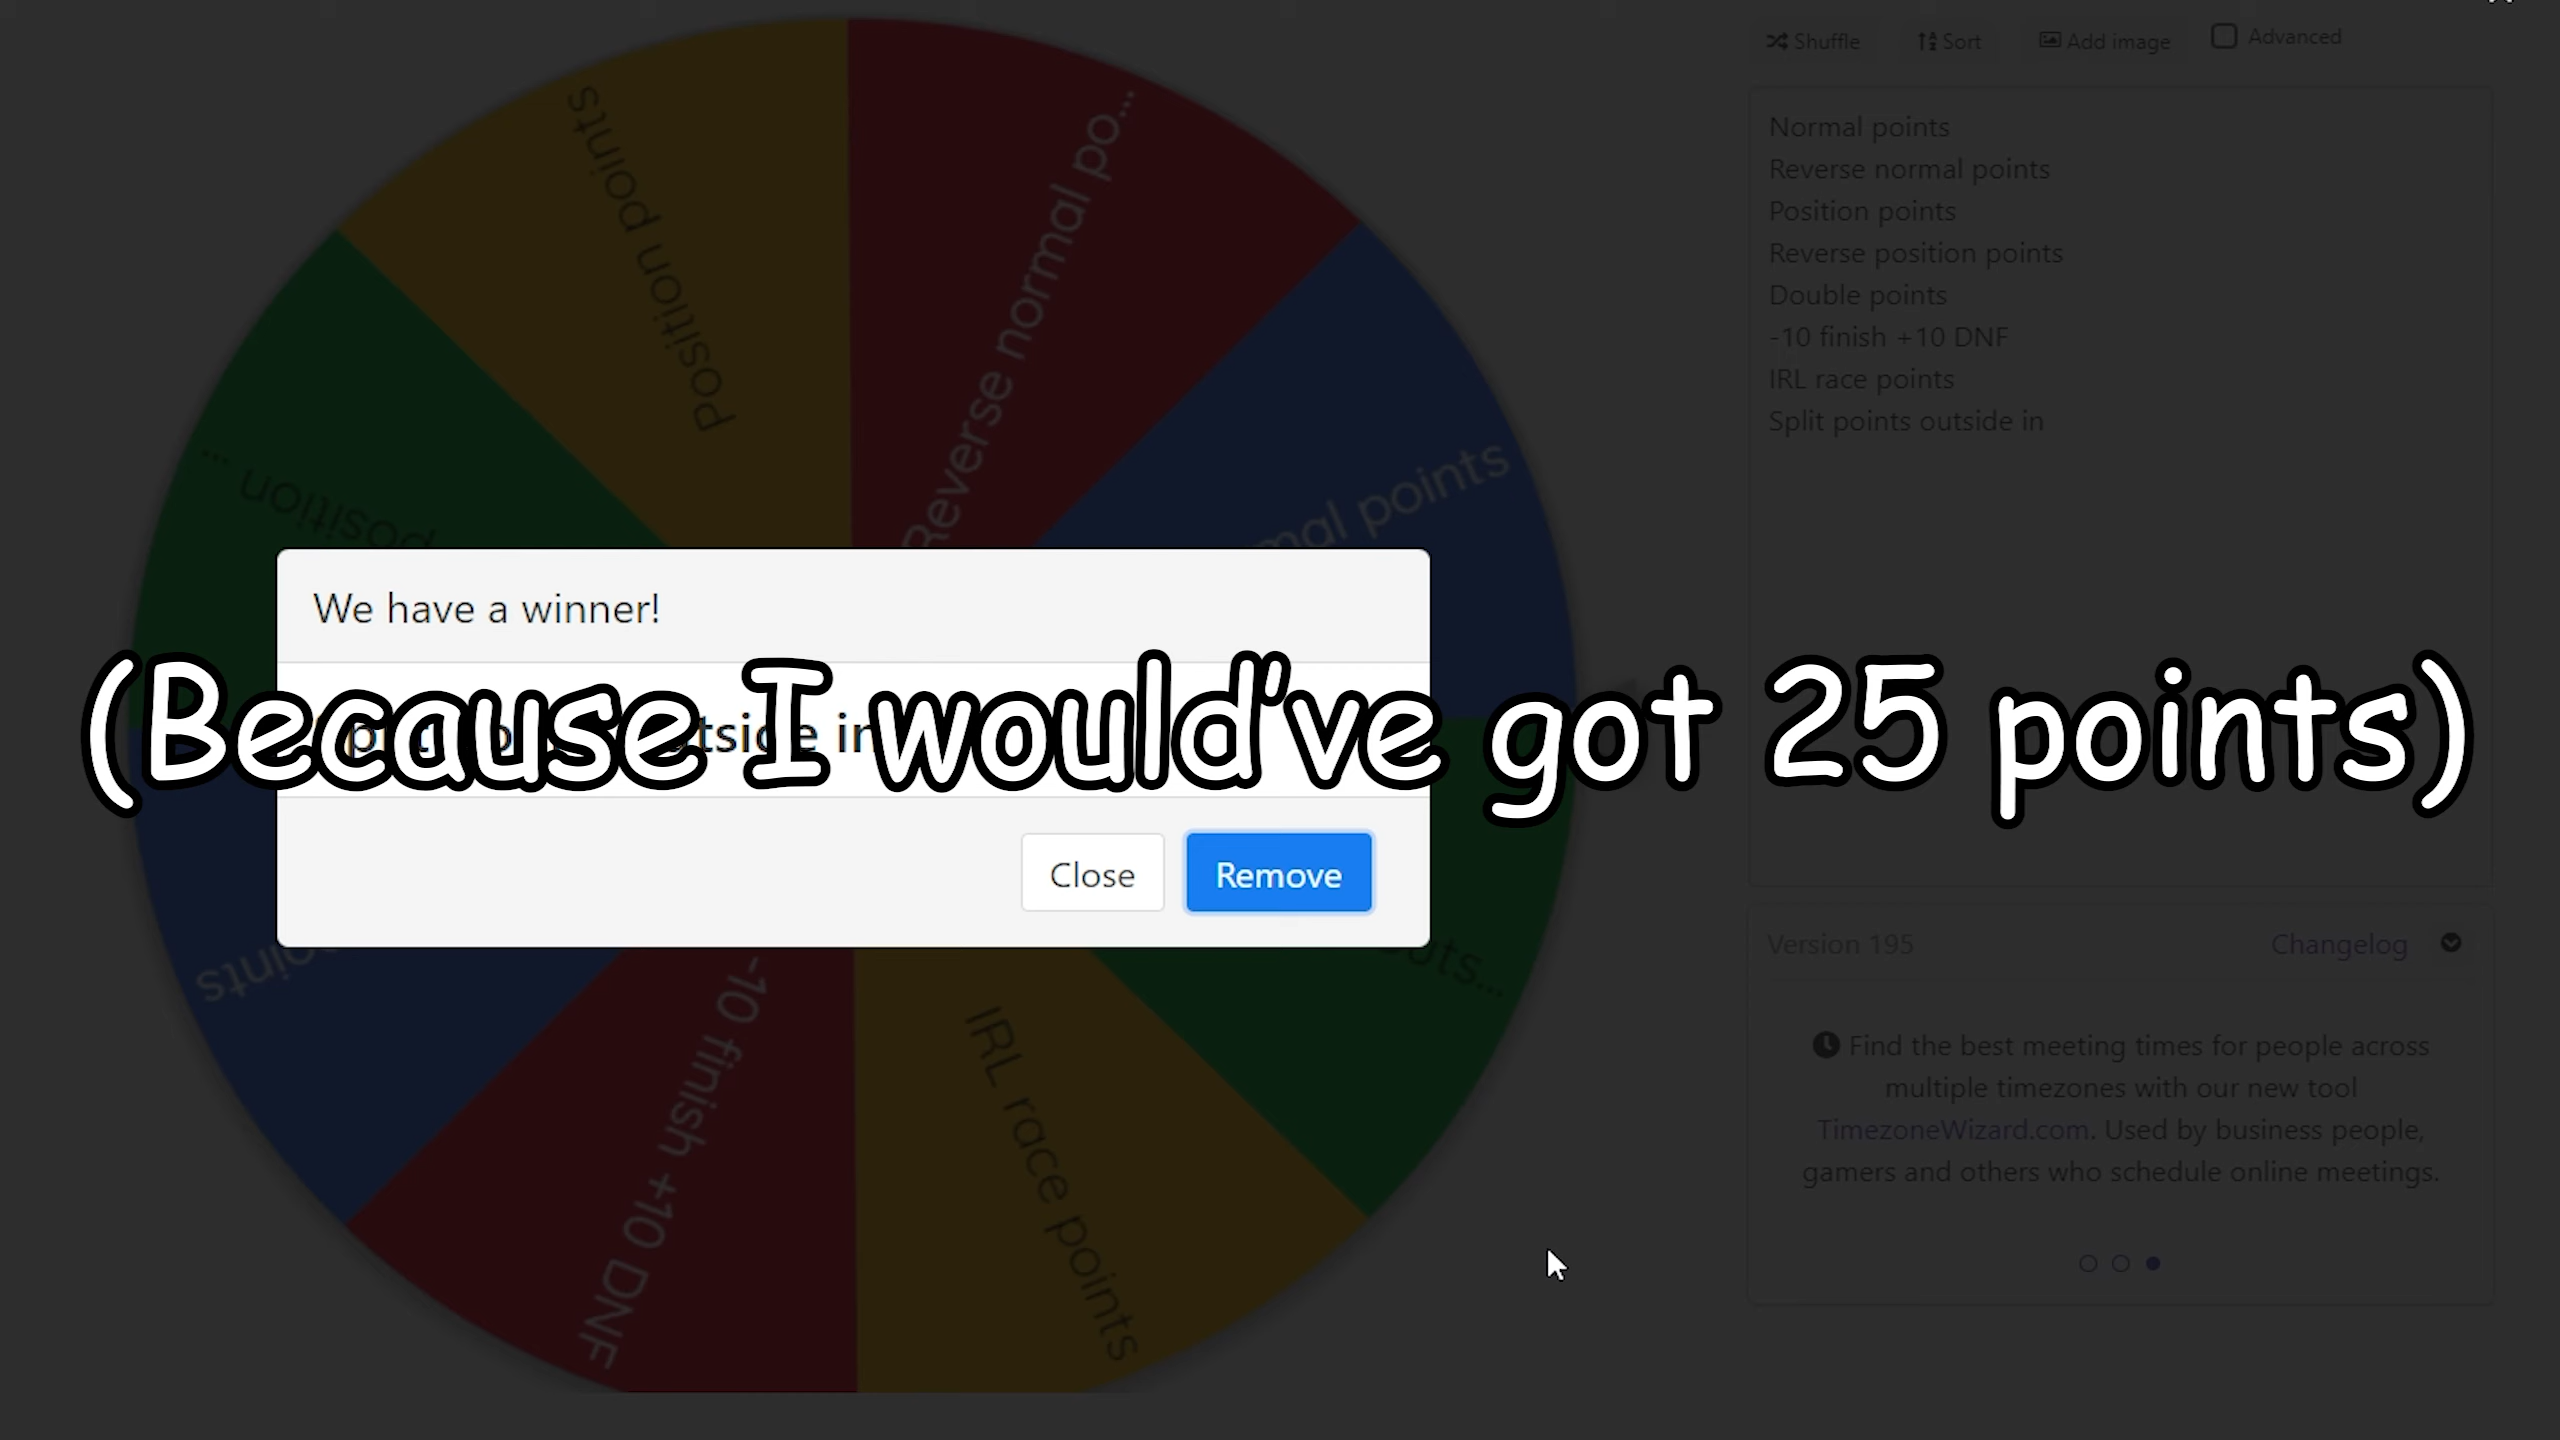 Shuffle
Sort
Add image
Advanced
Normal points
Reverse normal points
Position points
Reverse position points
Double points
-10 finish +10 DNF
IRL race points
Split points outside in
Position points
Reverse normal po...
mal points
position ...
We have a winner!
(Because I would've got 25 points)
Close
Remove
-10 finish +10 DNF
IRL race points
Version 195
Changelog
Find the best meeting times for people across
multiple timezones with our new tool
TimezoneWizard.com. Used by business people,
gamers and others who schedule online meetings.